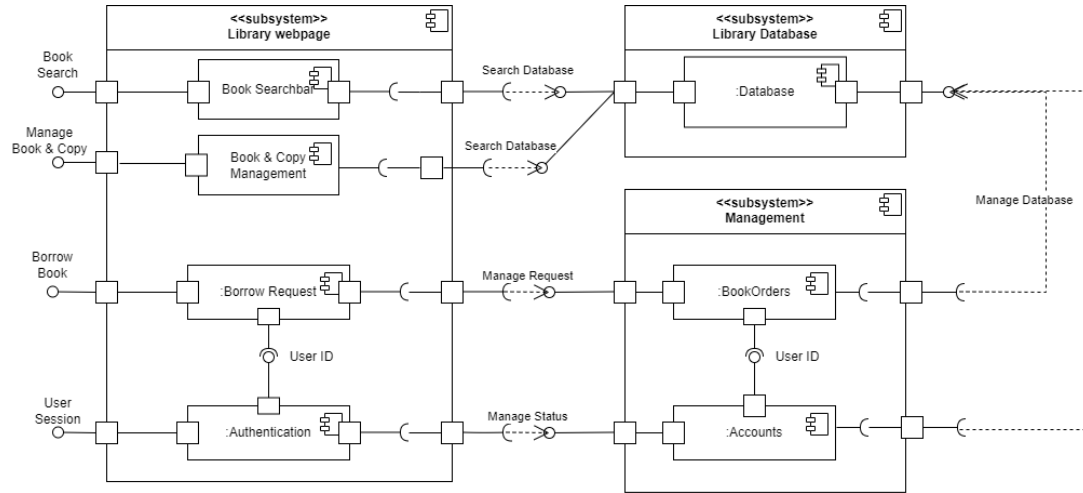 <<subsystem>>
Library webpage
<<subsystem>>
Library Database
Book
Search
Book Searchbar
Search Database
:Database
Manage
Book & Copy
Book & Copy
Management
Search Database
<<subsystem>>
Management
Manage Database
Borrow
Book
:Borrow Request
Manage Request
:BookOrders
User ID
User ID
User
Session
:Authentication
Manage Status
:Accounts